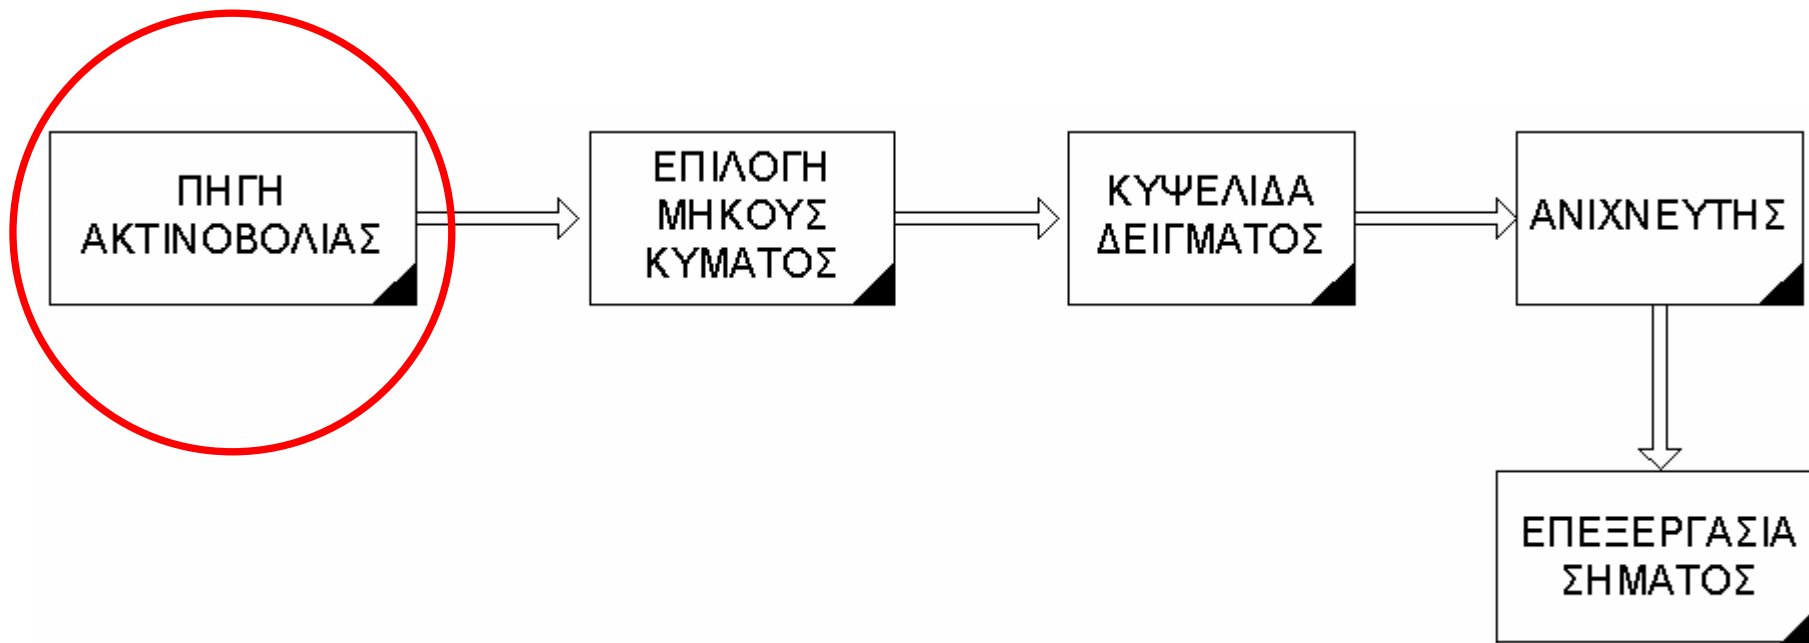 ΠΗΓΗ
ΑΚΤΙΝΟΒΟΛΙΑΣ
ΕΠΙΛΟΓΗ
ΜΗΚΟΥΣ
ΚΥΜΑΤΟΣ
ΚΥΨΕΛΙΔΑ
ΔΕΙΓΜΑΤΟΣ
ΑΝΙΧΝΕΥΤΗΣ
ΕΠΕΞΕΡΓΑΣΙΑ
ΣΗΜΑΤΟΣ